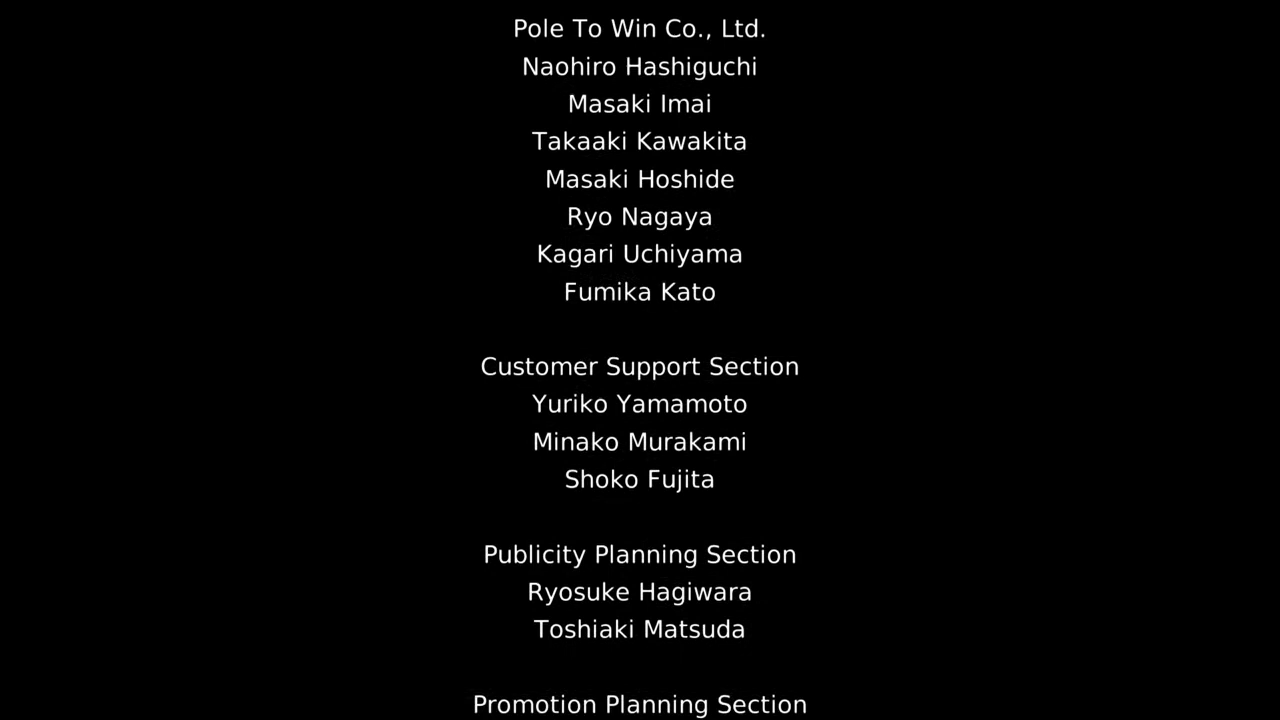 Pole To Win Co., Ltd.
Naohiro Hashiguchi
Masaki Imai
Takaaki Kawakita
Masaki Hoshide
Ryo Nagaya
Kagari Uchiyama
Fumika Kato
Customer Support Section
Yuriko Yamamoto
Minako Murakami
Shoko Fujita
Publicity Planning Section
Ryosuke Hagiwara
Toshiaki Matsuda
Promotion Planning Section